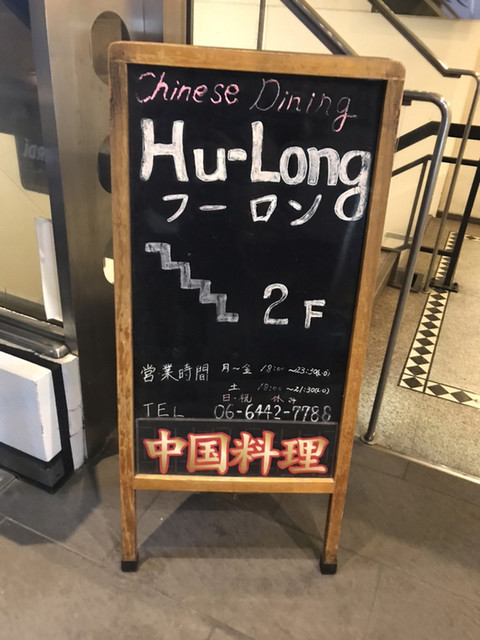 Chinese Dining
Hu-Long
フーロン
2F
営業時間 月～金 18:00～23:30(L.O)
土 18:00～21:30(L.O)
日・祝 休み
TEL 06-6442-7788
中国料理